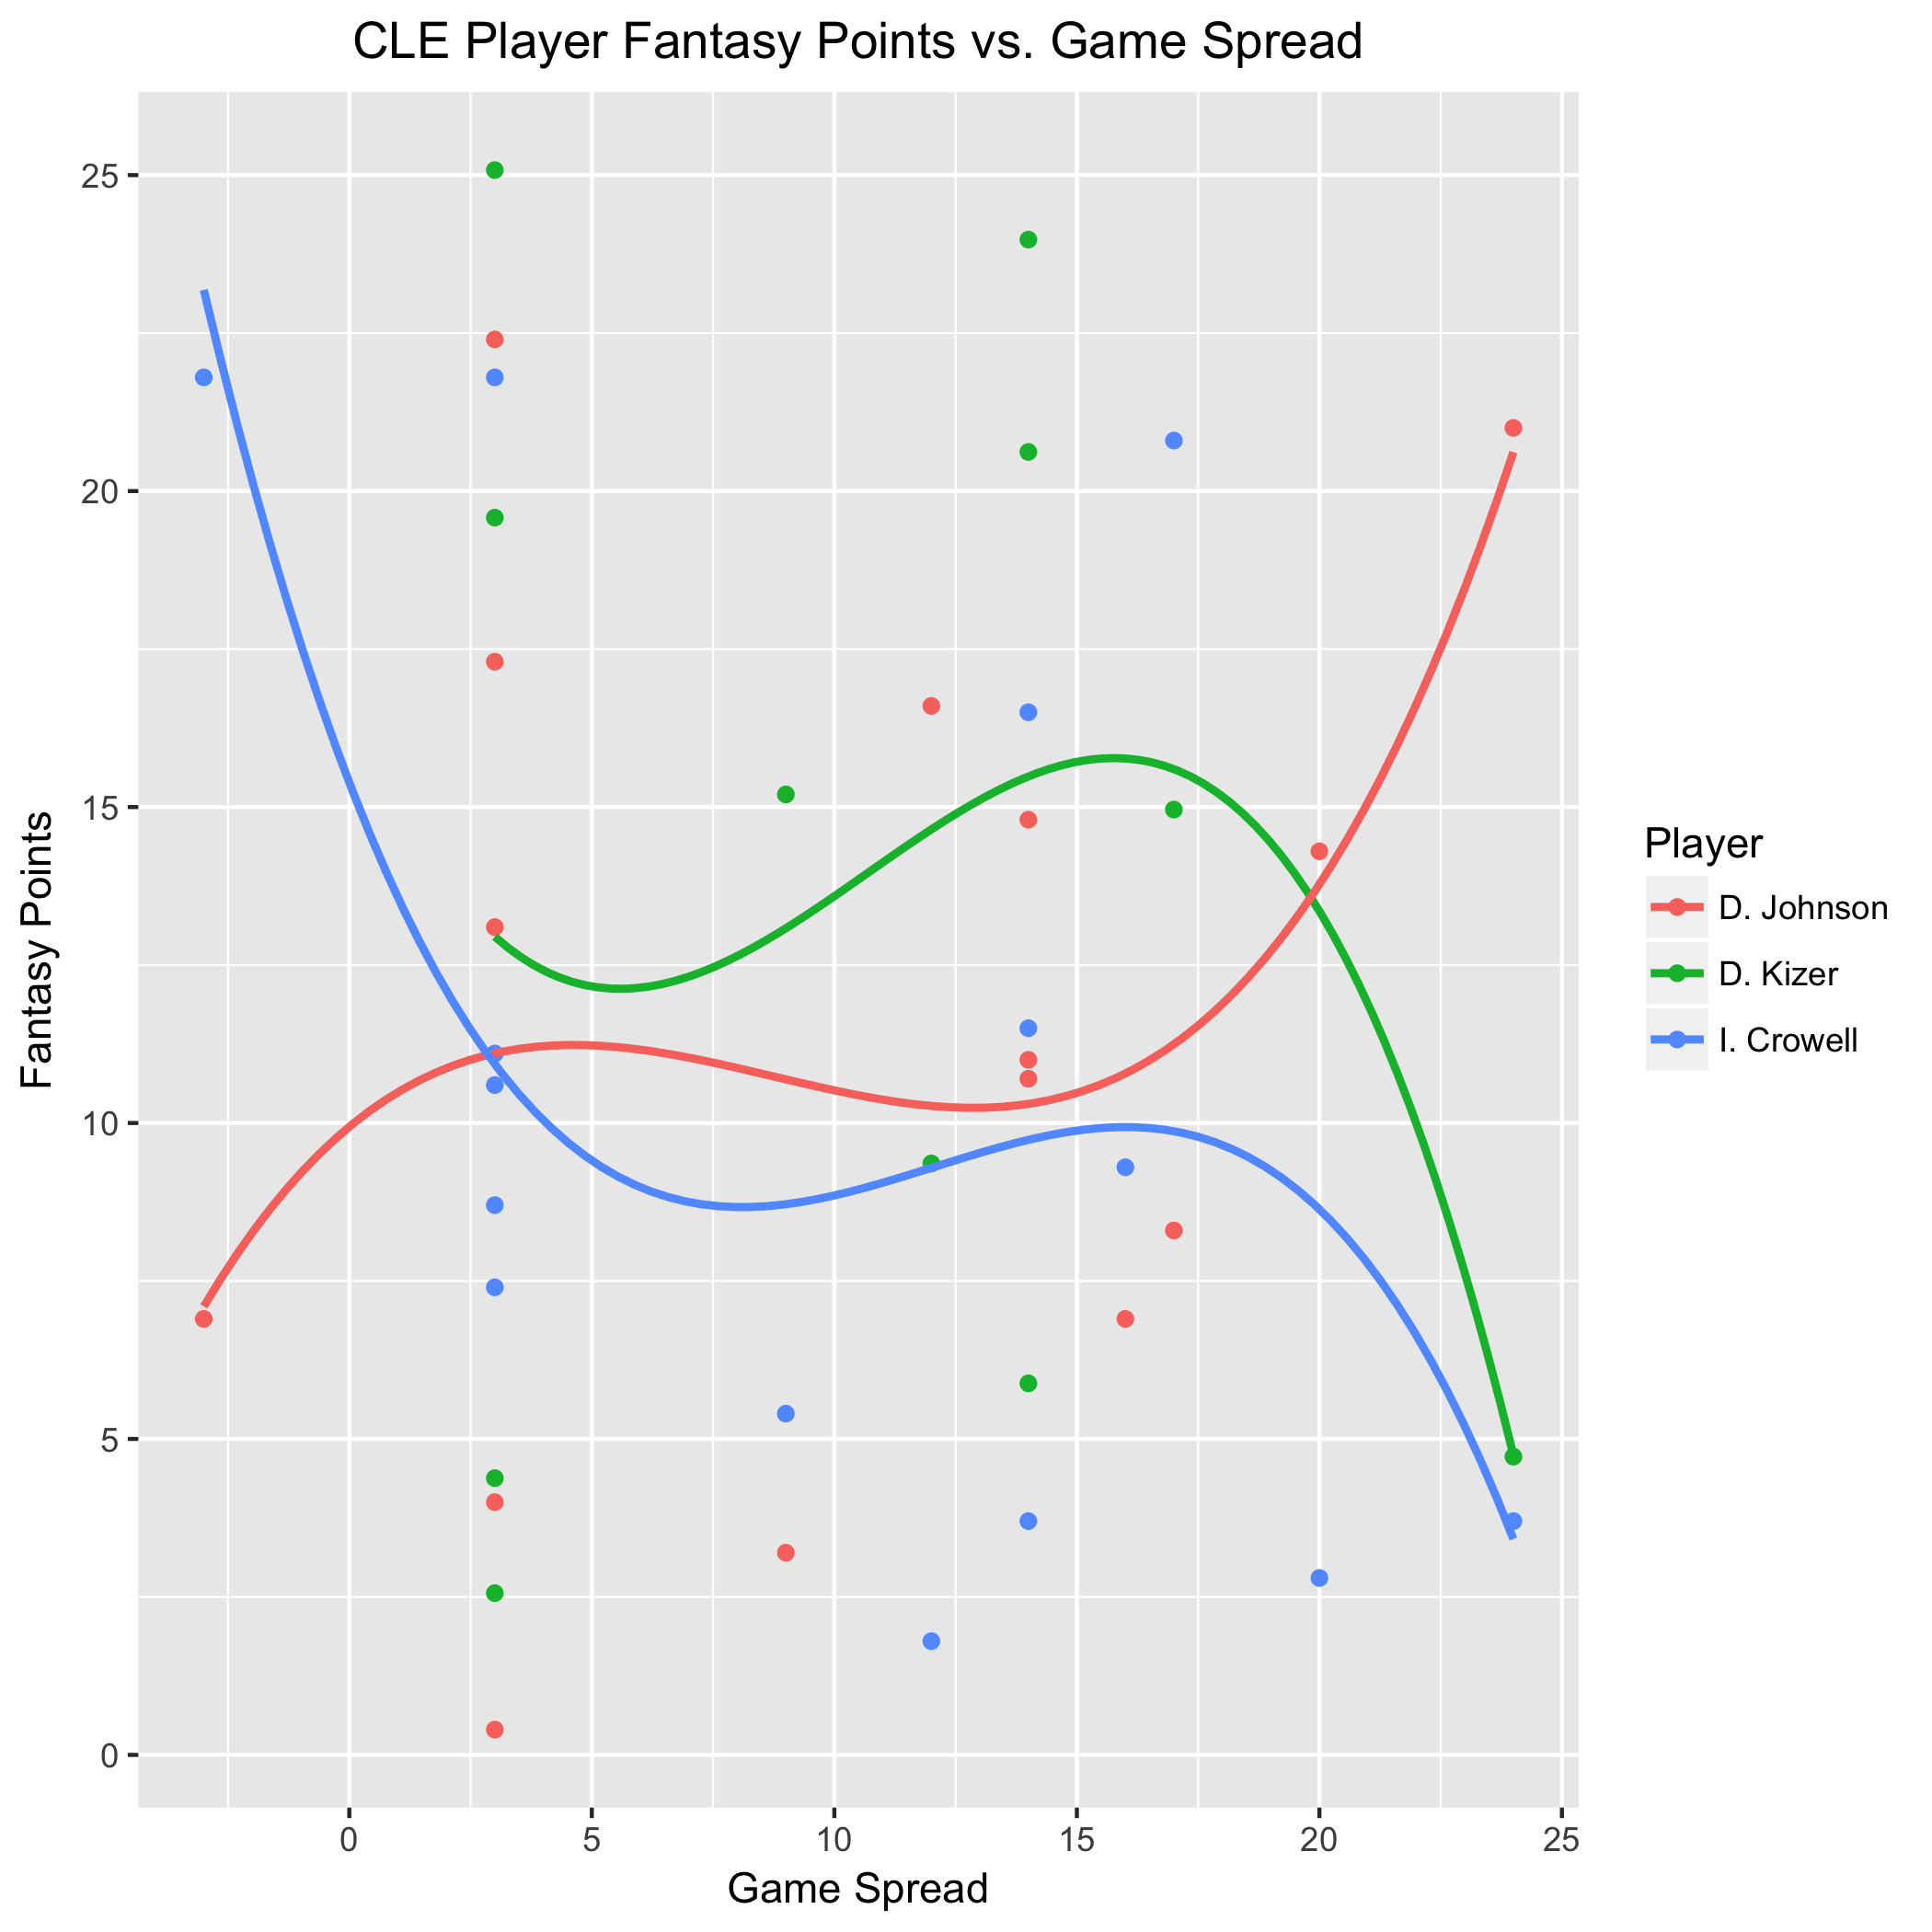 CLE Player Fantasy Points vs. Game Spread
Fantasy Points
25
20
15
10
5
0
0 5 10 15 20 25
Game Spread
Player
D. Johnson
D. Kizer
I. Crowell